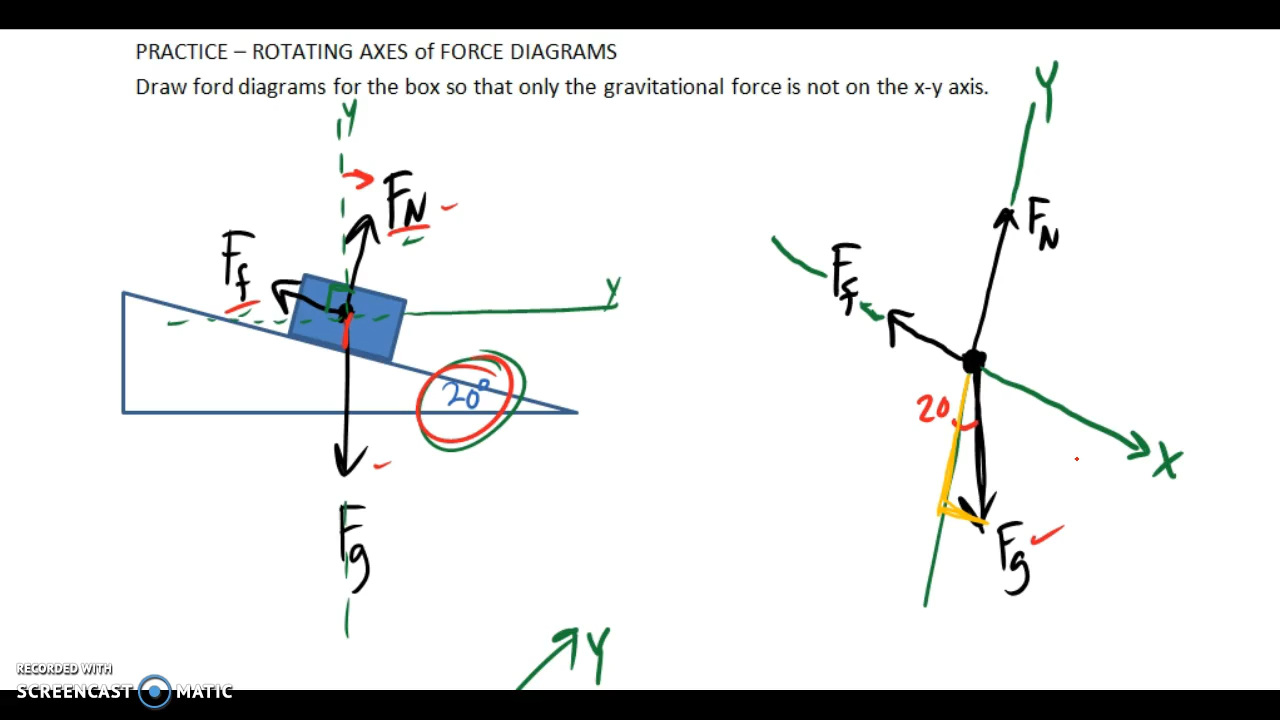 PRACTICE – ROTATING AXES of FORCE DIAGRAMS
Draw ford diagrams for the box so that only the gravitational force is not on the x-y axis.
Y
Y
FN
FN
Ff
Ff
y
20°
20
X
Fg
Fg
Y
RECORDED WITH
SCREENCAST MATIC